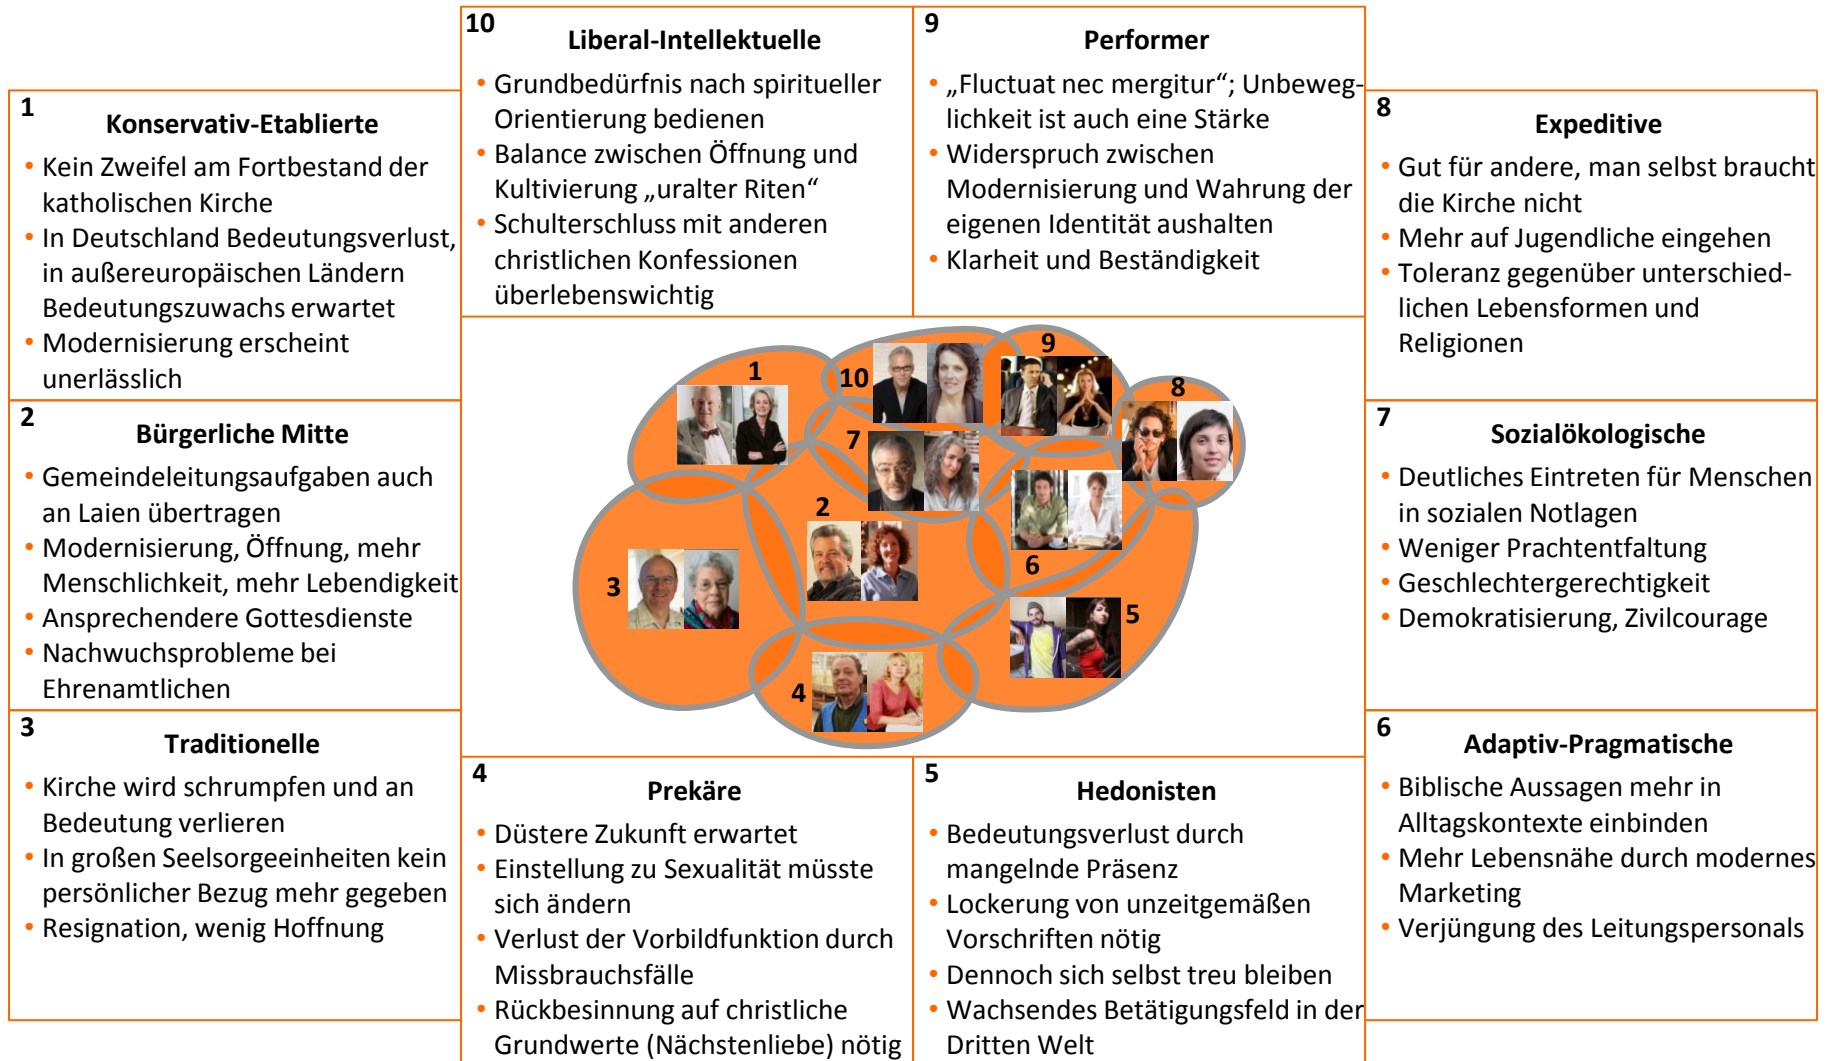 10
Liberal-Intellektuelle
• Grundbedürfnis nach spiritueller
Orientierung bedienen
• Balance zwischen Öffnung und
Kultivierung „uralter Riten“
• Schulterschluss mit anderen
christlichen Konfessionen
überlebenswichtig
9
Performer
• „Fluctuat nec mergitur“; Unbeweg-
lichkeit ist auch eine Stärke
• Widerspruch zwischen
Modernisierung und Wahrung der
eigenen Identität aushalten
• Klarheit und Beständigkeit
1
Konservativ-Etablierte
• Kein Zweifel am Fortbestand der
katholischen Kirche
• In Deutschland Bedeutungsverlust,
in außereuropäischen Ländern
Bedeutungszuwachs erwartet
• Modernisierung erscheint
unerlässlich
8
Expeditive
• Gut für andere, man selbst braucht
die Kirche nicht
• Mehr auf Jugendliche eingehen
• Toleranz gegenüber unterschied-
lichen Lebensformen und
Religionen
2
Bürgerliche Mitte
• Gemeindeleitungsaufgaben auch
an Laien übertragen
• Modernisierung, Öffnung, mehr
Menschlichkeit, mehr Lebendigkeit
• Ansprechendere Gottesdienste
• Nachwuchsprobleme bei
Ehrenamtlichen
9
1
10
8
7
2
6
3
5
4
7
Sozialökologische
• Deutliches Eintreten für Menschen
in sozialen Notlagen
• Weniger Prachtentfaltung
• Geschlechtergerechtigkeit
• Demokratisierung, Zivilcourage
3
Traditionelle
• Kirche wird schrumpfen und an
Bedeutung verlieren
• In großen Seelsorgeeinheiten kein
persönlicher Bezug mehr gegeben
• Resignation, wenig Hoffnung
4
Prekäre
• Düstere Zukunft erwartet
• Einstellung zu Sexualität müsste
sich ändern
• Verlust der Vorbildfunktion durch
Missbrauchsfälle
• Rückbesinnung auf christliche
Grundwerte (Nächstenliebe) nötig
5
Hedonisten
• Bedeutungsverlust durch
mangelnde Präsenz
• Lockerung von unzeitgemäßen
Vorschriften nötig
• Dennoch sich selbst treu bleiben
• Wachsendes Betätigungsfeld in der
Dritten Welt
6
Adaptiv-Pragmatische
• Biblische Aussagen mehr in
Alltagskontexte einbinden
• Mehr Lebensnähe durch modernes
Marketing
• Verjüngung des Leitungspersonals